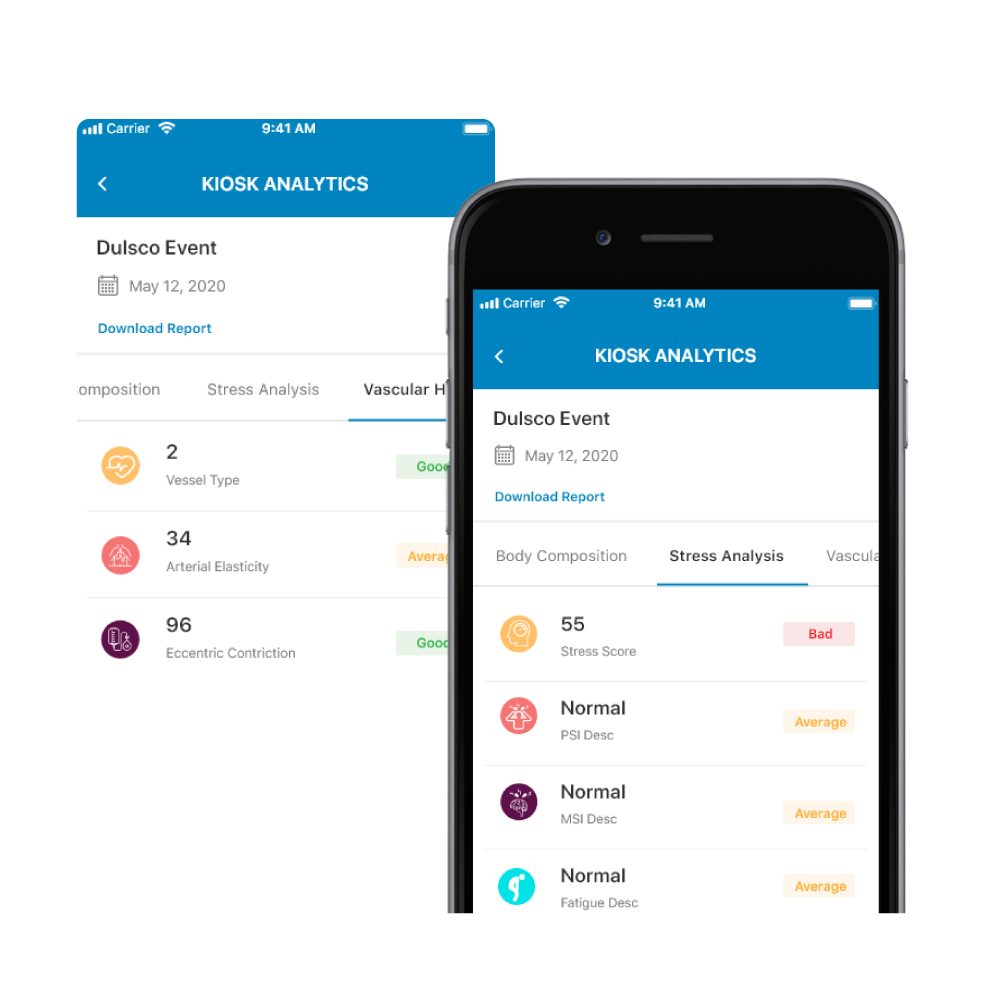 Carrier 9:41 AM
KIOSK ANALYTICS
Dulsco Event
May 12, 2020
Download Report
omposition Stress Analysis Vascular H
2
Vessel Type
Good
34
Arterial Elasticity
Averag
96
Eccentric Contriction
Good
Carrier 9:41 AM
KIOSK ANALYTICS
Dulsco Event
May 12, 2020
Download Report
Body Composition Stress Analysis Vascula
55
Stress Score
Bad
Normal
PSI Desc
Average
Normal
MSI Desc
Average
Normal
Fatigue Desc
Average